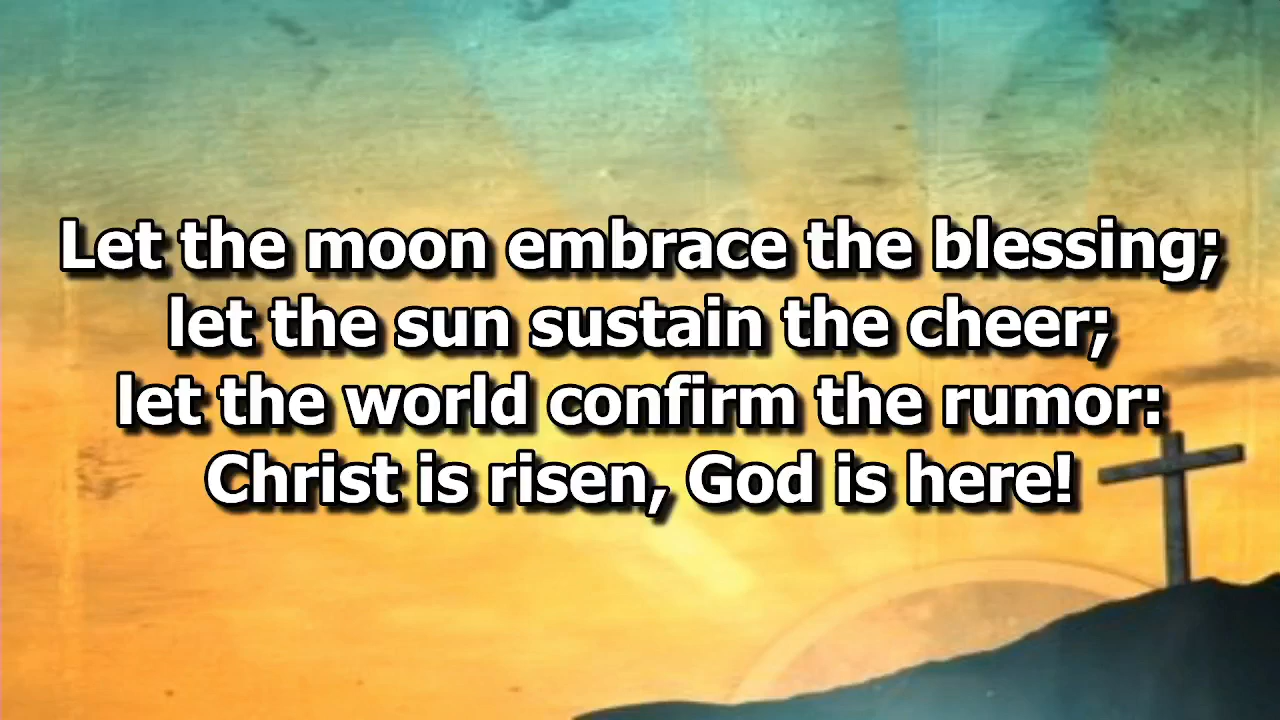 Let the moon embrace the blessing;
let the sun sustain the cheer;
let the world confirm the rumor:
Christ is risen, God is here!